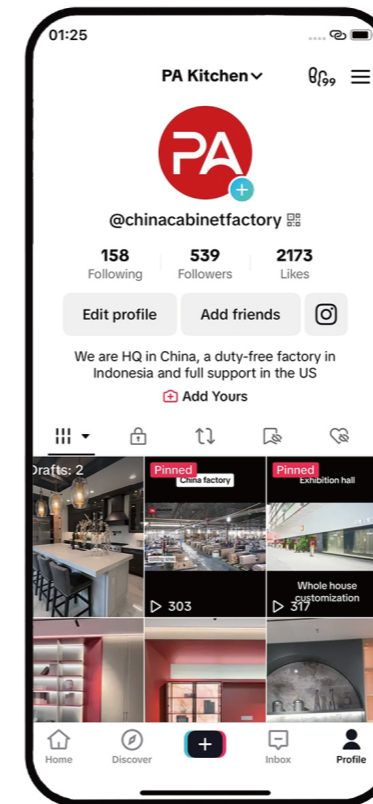 01:25
PA Kitchen
99
PA
@chinacabinetfactory
158 539 2173
Following Followers Likes
Edit profile Add friends
We are HQ in China, a duty-free factory in
Indonesia and full support in the US
Add Yours
Drafts: 2
Pinned
China factory
303
Pinned
Exhibition hall
Whole house
customization
317
Home Discover Inbox Profile